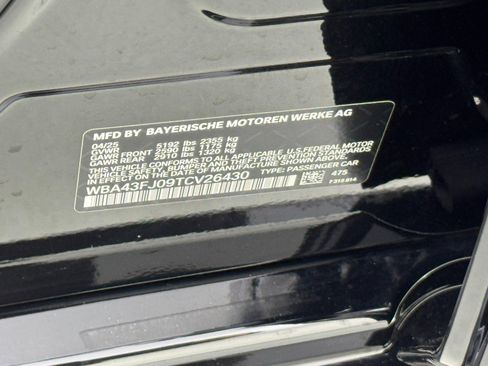 MFD BY BAYERISCHE MOTOREN WERKE AG
04/25
GVWR 5192 lbs 2355 kg
GAWR FRONT 2590 lbs 1175 kg
GAWR REAR 2910 lbs 1320 kg
THIS VEHICLE CONFORMS TO ALL APPLICABLE U.S. FEDERAL MOTOR
VEHICLE SAFETY, BUMPER AND THEFT PREVENTION STANDARDS
IN EFFECT ON THE DATE OF MANUFACTURE SHOWN ABOVE.
WBA43FJ09TCV26430 TYPE: PASSENGER CAR
475